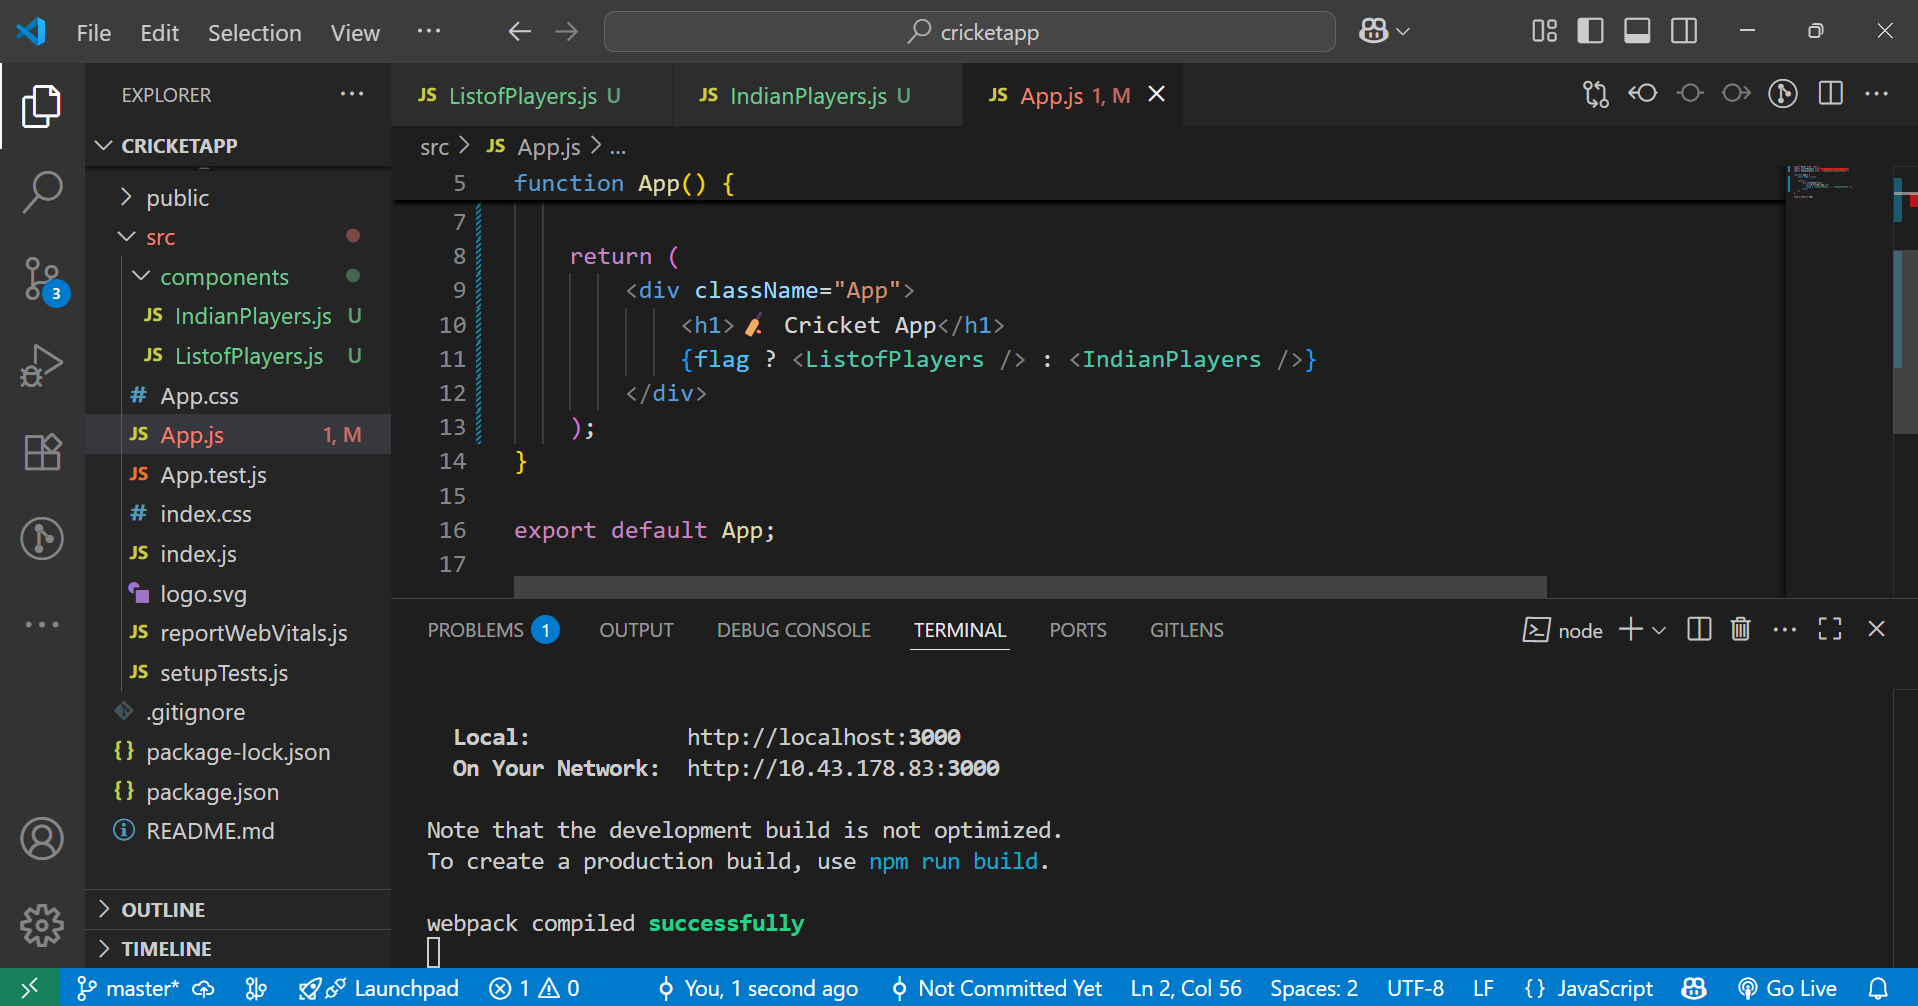 File Edit Selection View ...
cricketapp
EXPLORER
CRICKETAPP
public
src
components
JS IndianPlayers.js U
JS ListofPlayers.js U
# App.css
JS App.js 1, M
JS App.test.js
# index.css
JS index.js
logo.svg
JS reportWebVitals.js
JS setupTests.js
.gitignore
{} package-lock.json
{} package.json
README.md
OUTLINE
TIMELINE
3
JS ListofPlayers.js U JS IndianPlayers.js U JS App.js 1, M
src > JS App.js > ...
5 function App() {
7
8 return (
9 <div className="App">
10 <h1>🏏 Cricket App</h1>
11 {flag ? <ListofPlayers /> : <IndianPlayers />}
12 </div>
13 );
14 }
15
16 export default App;
17
PROBLEMS 1 OUTPUT DEBUG CONSOLE TERMINAL PORTS GITLENS node
Local: http://localhost:3000
On Your Network: http://10.43.178.83:3000
Note that the development build is not optimized.
To create a production build, use npm run build.
webpack compiled successfully
master* Launchpad 1 0 You, 1 second ago Not Committed Yet Ln 2, Col 56 Spaces: 2 UTF-8 LF {} JavaScript Go Live